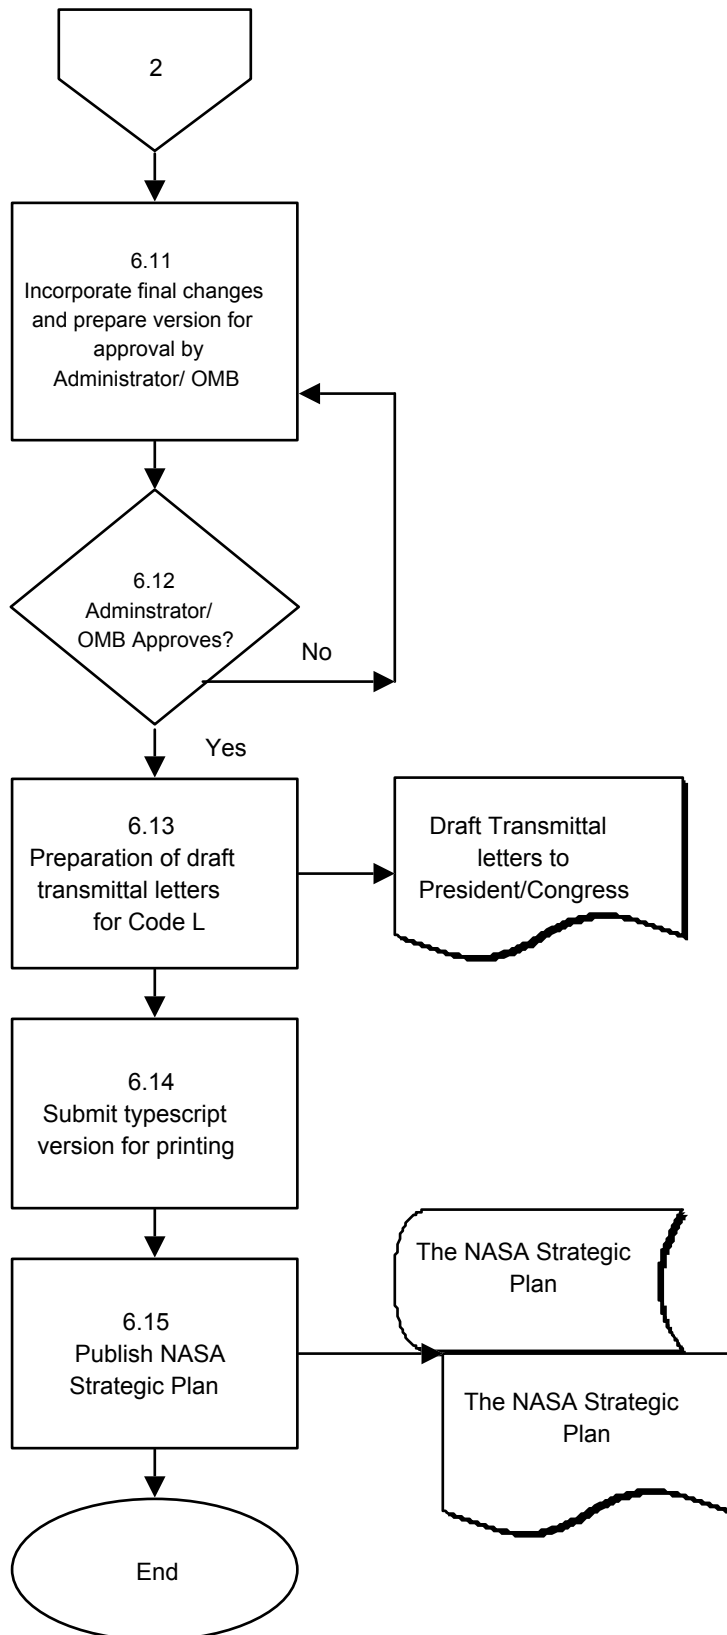 2
6.11
Incorporate final changes
and prepare version for
approval by
Administrator/ OMB
6.12
Adminstrator/
OMB Approves?
No
Yes
6.13
Preparation of draft
transmittal letters
for Code L
Draft Transmittal
letters to
President/Congress
6.14
Submit typescript
version for printing
6.15
Publish NASA
Strategic Plan
The NASA Strategic
Plan
The NASA Strategic
Plan
End